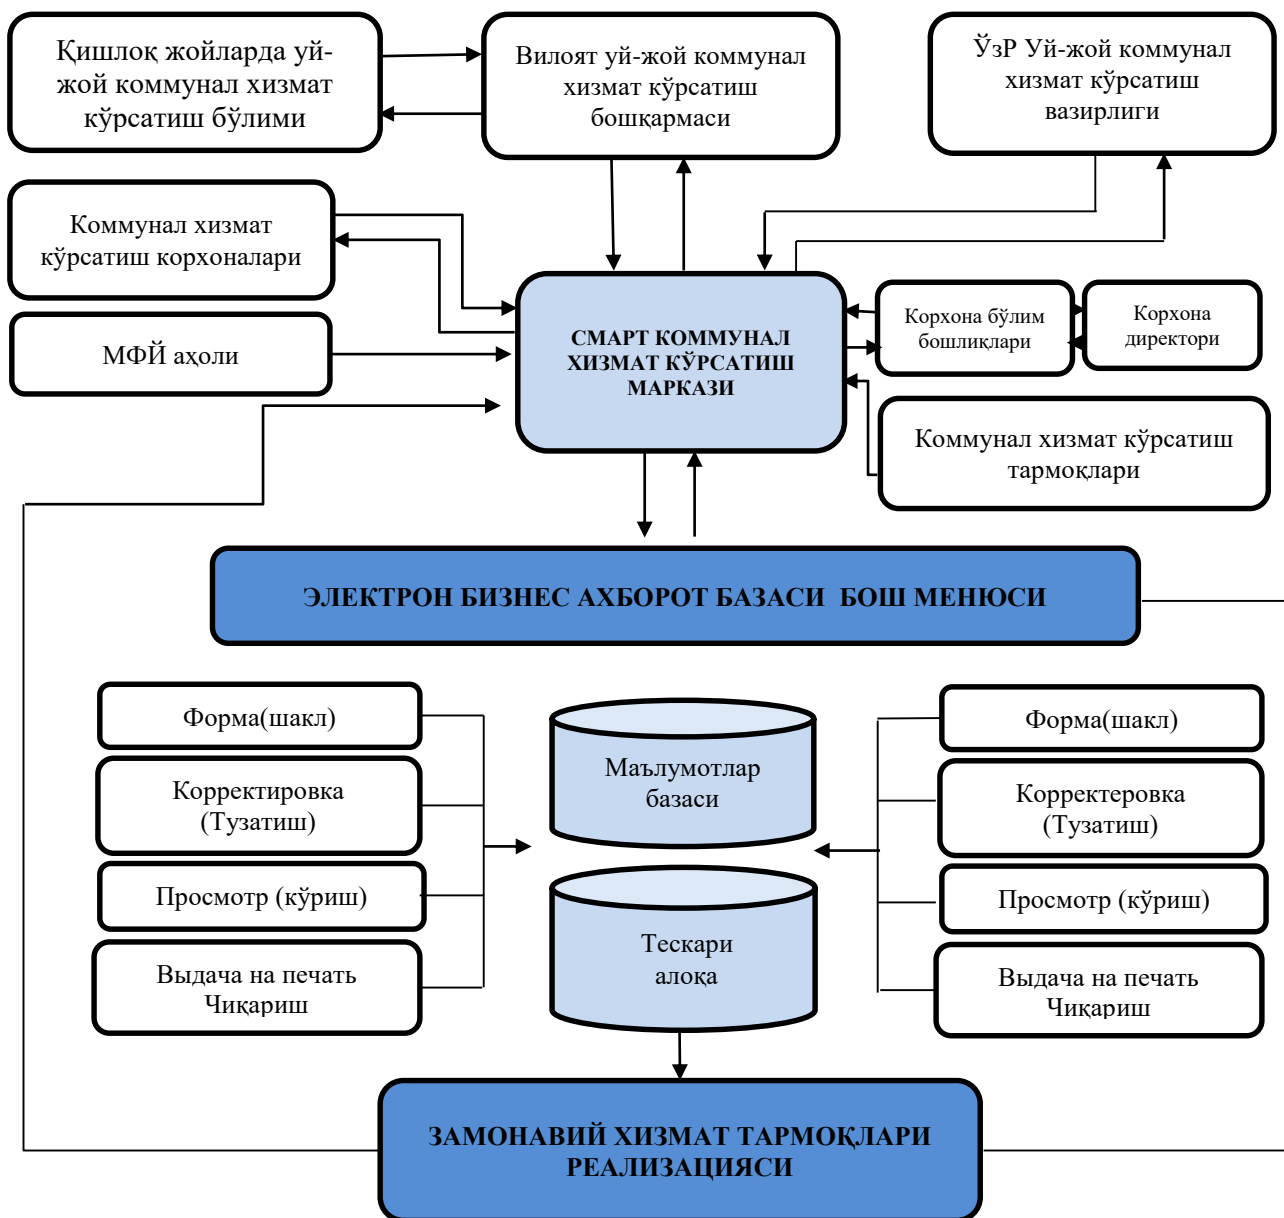 Қишлоқ жойларда уй-
жой коммунал хизмат
кўрсатиш бўлими
Вилоят уй-жой коммунал
хизмат кўрсатиш
бошқармаси
ЎзР Уй-жой коммунал
хизмат кўрсатиш
вазирлиги
Коммунал хизмат
кўрсатиш корхоналари
МФЙ аҳоли
СМАРТ КОММУНАЛ
ХИЗМАТ КЎРСАТИШ
МАРКАЗИ
Корхона бўлим
бошлиқлари
Корхона
директори
Коммунал хизмат кўрсатиш
тармоқлари
ЭЛЕКТРОН БИЗНЕС АХБОРОТ БАЗАСИ БОШ МЕНЮСИ
Форма(шакл)
Корректировка
(Тузатиш)
Просмотр (кўриш)
Выдача на печать
Чиқариш
Маълумотлар
базаси
Тескари
алоқа
Форма(шакл)
Корректеровка
(Тузатиш)
Просмотр (кўриш)
Выдача на печать
Чиқариш
ЗАМОНАВИЙ ХИЗМАТ ТАРМОҚЛАРИ
РЕАЛИЗАЦИЯСИ